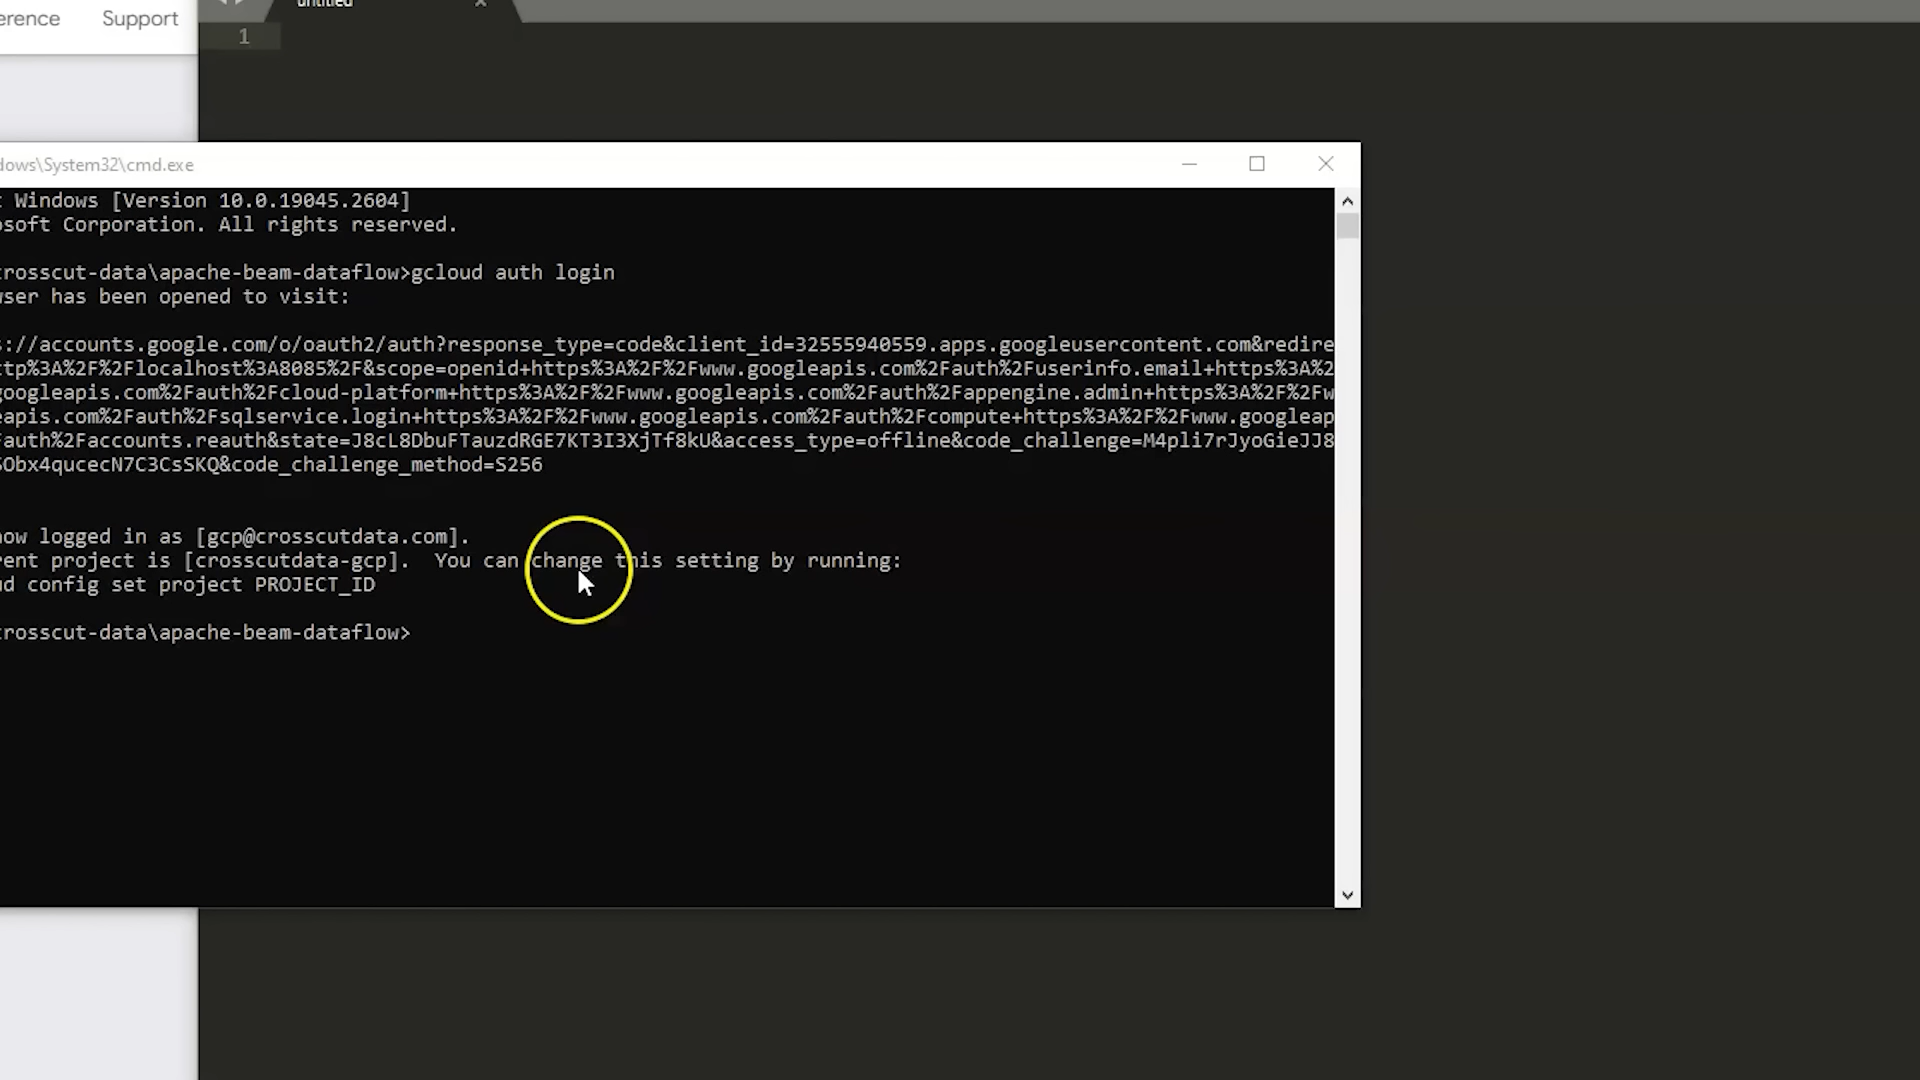 erence Support
untitled
1
dows\System32\cmd.exe
t Windows [Version 10.0.19045.2604]
osoft Corporation. All rights reserved.
crosscut-data\apache-beam-dataflow>gcloud auth login
wser has been opened to visit:
s://accounts.google.com/o/oauth2/auth?response_type=code&client_id=32555940559.apps.googleusercontent.com&redire
ttp%3A%2F%2Flocalhost%3A8085%2F&scope=openid+https%3A%2F%2Fwww.googleapis.com%2Fauth%2Fuserinfo.email+https%3A%2
googleapis.com%2Fauth%2Fcloud-platform+https%3A%2F%2Fwww.googleapis.com%2Fauth%2Fappengine.admin+https%3A%2F%2Fw
eapis.com%2Fauth%2Fsqlservice.login+https%3A%2F%2Fwww.googleapis.com%2Fauth%2Fcompute+https%3A%2F%2Fwww.googleap
Fauth%2Faccounts.reauth&state=J8cL8DbuFTauzdRGE7KT3I3XjTf8kU&access_type=offline&code_challenge=M4pli7rJyoGieJJ8
SObx4qucecN7C3CsSKQ&code_challenge_method=S256
now logged in as [gcp@crosscutdata.com].
rent project is [crosscutdata-gcp]. You can change this setting by running:
ud config set project PROJECT_ID
crosscut-data\apache-beam-dataflow>